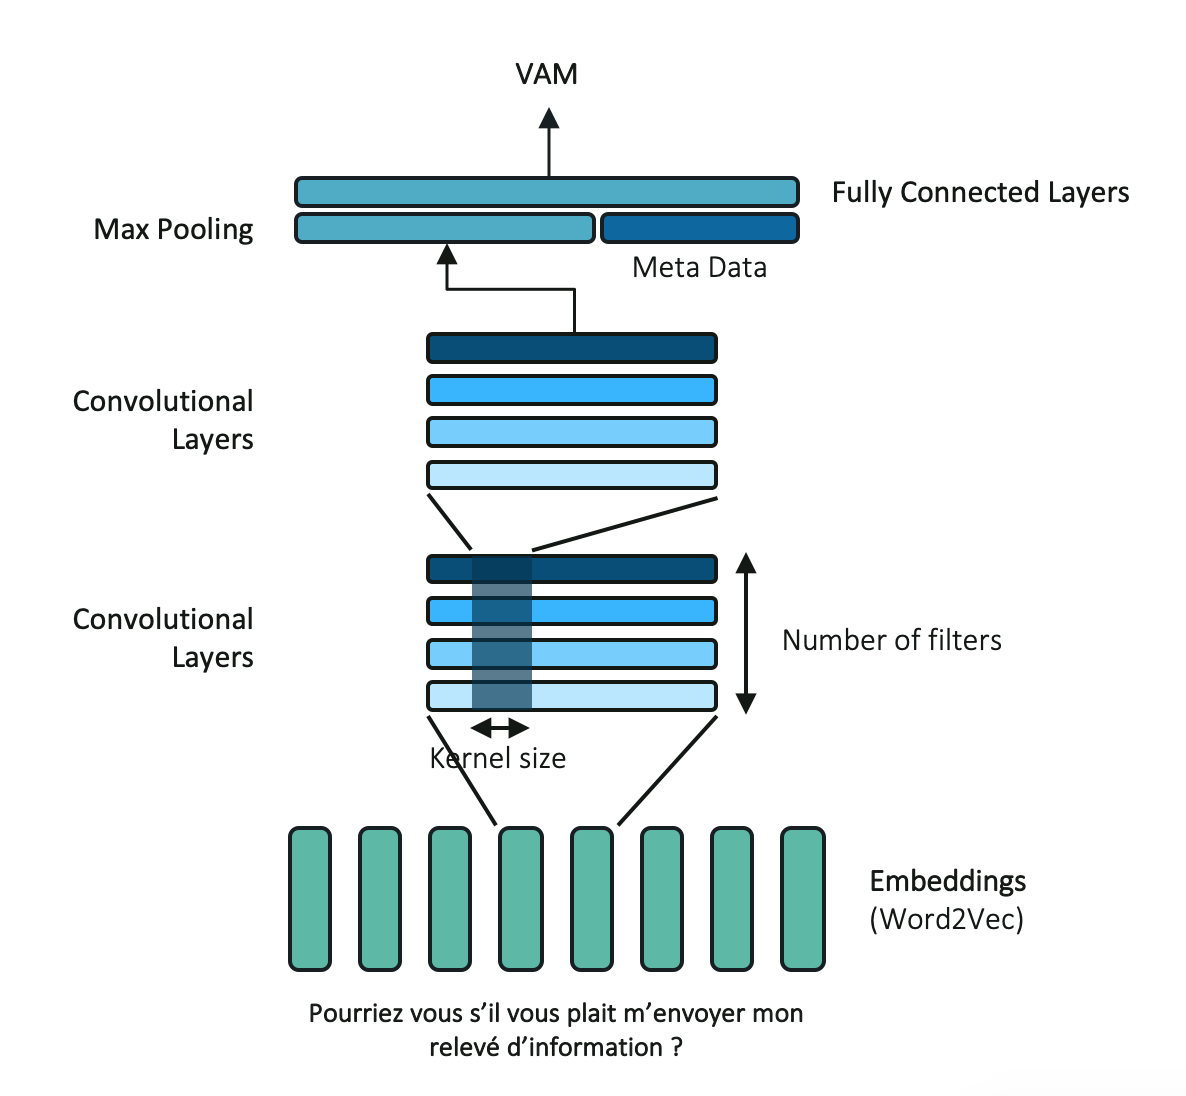 VAM
Fully Connected Layers
Max Pooling
Meta Data
Convolutional
Layers
Convolutional
Layers
Number of filters
Kernel size
Embeddings
(Word2Vec)
Pourriez vous s’il vous plait m’envoyer mon
relevé d’information ?